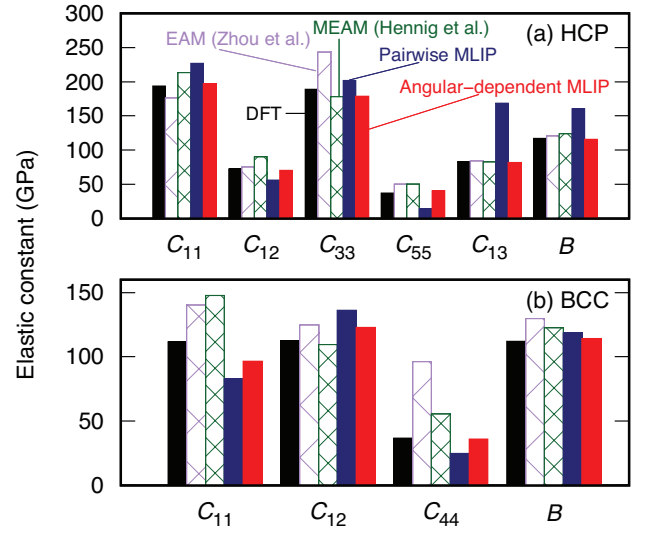 Elastic constant (GPa)
(a) HCP
EAM (Zhou et al.)
MEAM (Hennig et al.)
Pairwise MLIP
Angular–dependent MLIP
DFT
300
250
200
150
100
50
0
C11 C12 C33 C55 C13 B
(b) BCC
150
100
50
0
C11 C12 C44 B